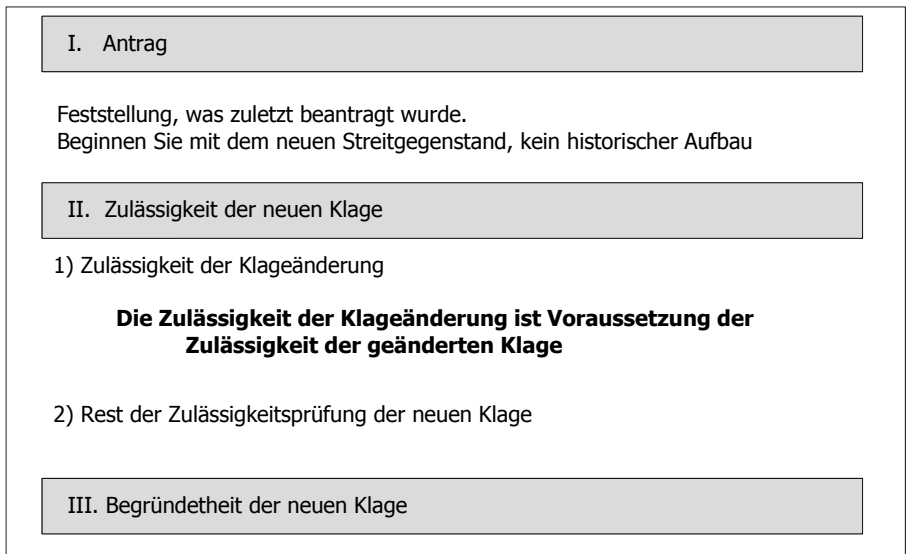 I. Antrag
Feststellung, was zuletzt beantragt wurde.
Beginnen Sie mit dem neuen Streitgegenstand, kein historischer Aufbau
II. Zulässigkeit der neuen Klage
1) Zulässigkeit der Klageänderung
Die Zulässigkeit der Klageänderung ist Voraussetzung der
Zulässigkeit der geänderten Klage
2) Rest der Zulässigkeitsprüfung der neuen Klage
III. Begründetheit der neuen Klage